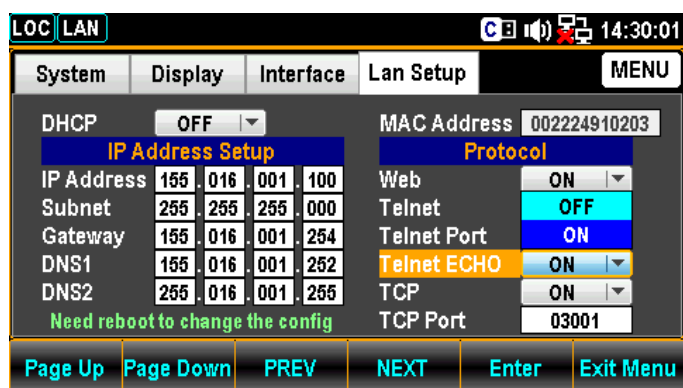 LOC LAN C 14:30:01
System Display Interface Lan Setup MENU
DHCP OFF MAC Address 002224910203
IP Address Setup Protocol
IP Address 155 . 016 . 001 . 100 Web ON
Subnet 255 . 255 . 255 . 000 Telnet OFF
Gateway 155 . 016 . 001 . 254 Telnet Port ON
DNS1 155 . 016 . 001 . 252 Telnet ECHO ON
DNS2 255 . 016 . 001 . 255 TCP ON
Need reboot to change the config TCP Port 03001
Page Up Page Down PREV NEXT Enter Exit Menu